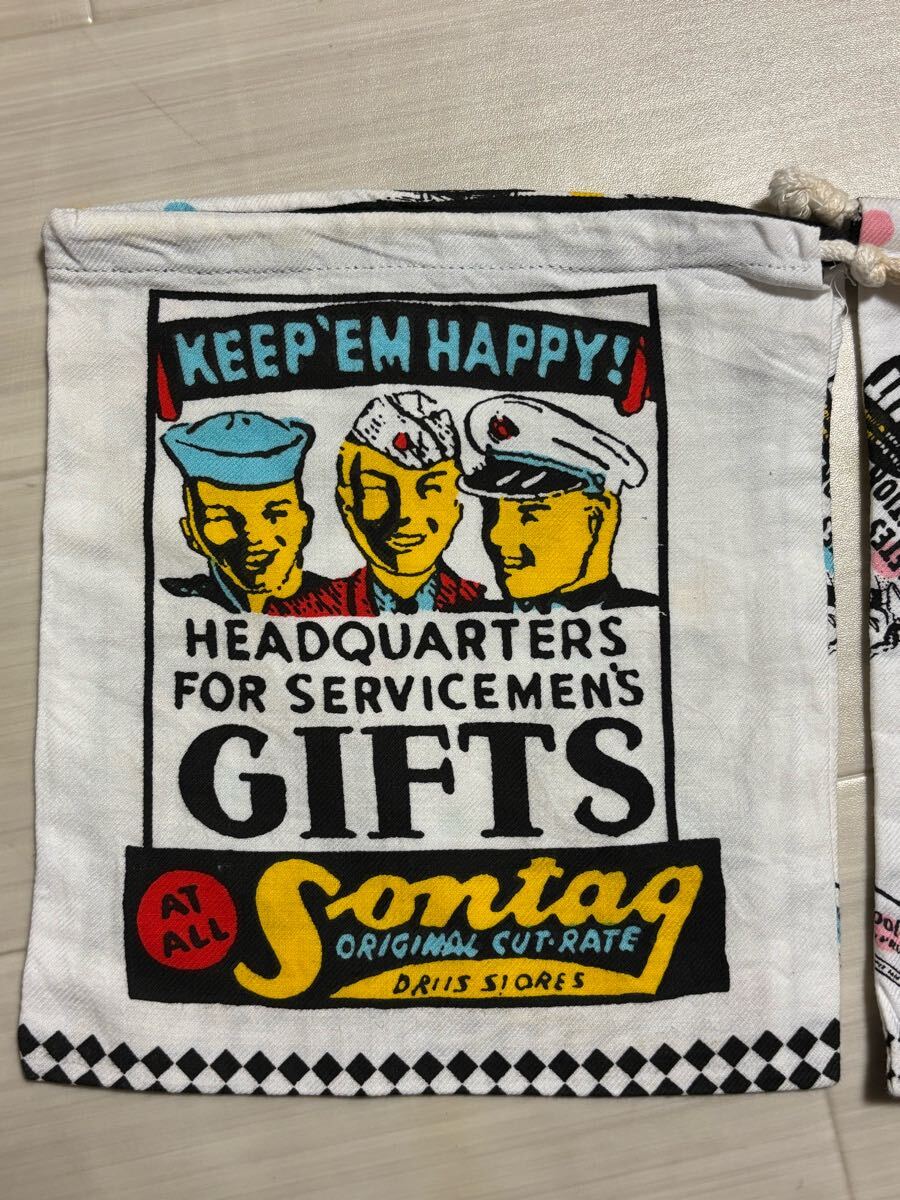 KEEP 'EM HAPPY!
HEADQUARTERS
FOR SERVICEMEN'S
GIFTS
AT
ALL
Sontag
ORIGINAL CUT-RATE
DRIIS SIORES